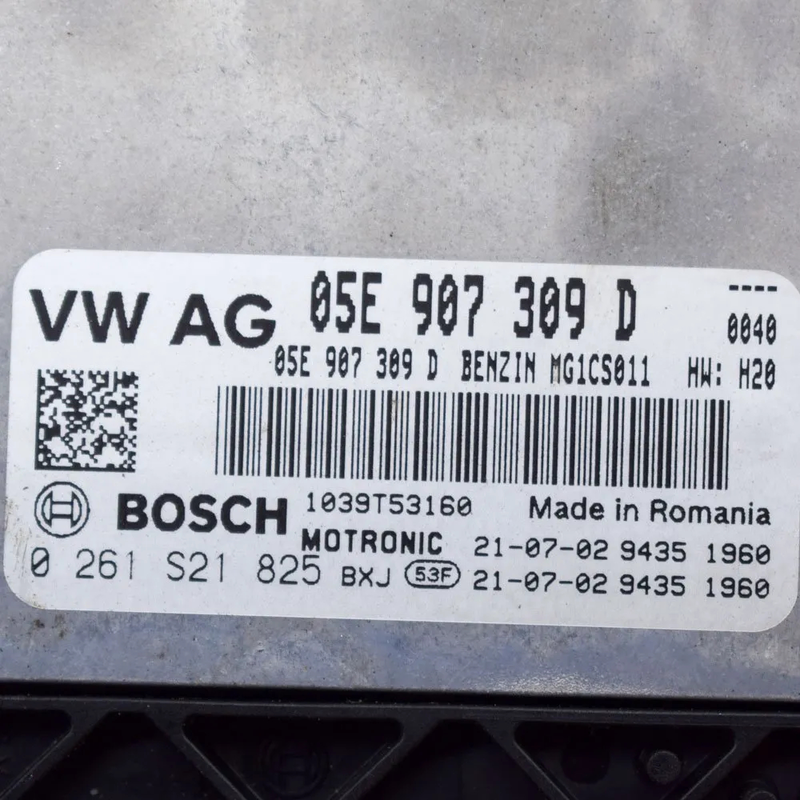 VW AG 05E 907 309 D ----
0040
05E 907 309 D BENZIN MG1CS011 HW: H20
BOSCH 1039T53160 Made in Romania
MOTRONIC 21-07-02 9435 1960
0 261 S21 825 BXJ 53F 21-07-02 9435 1960